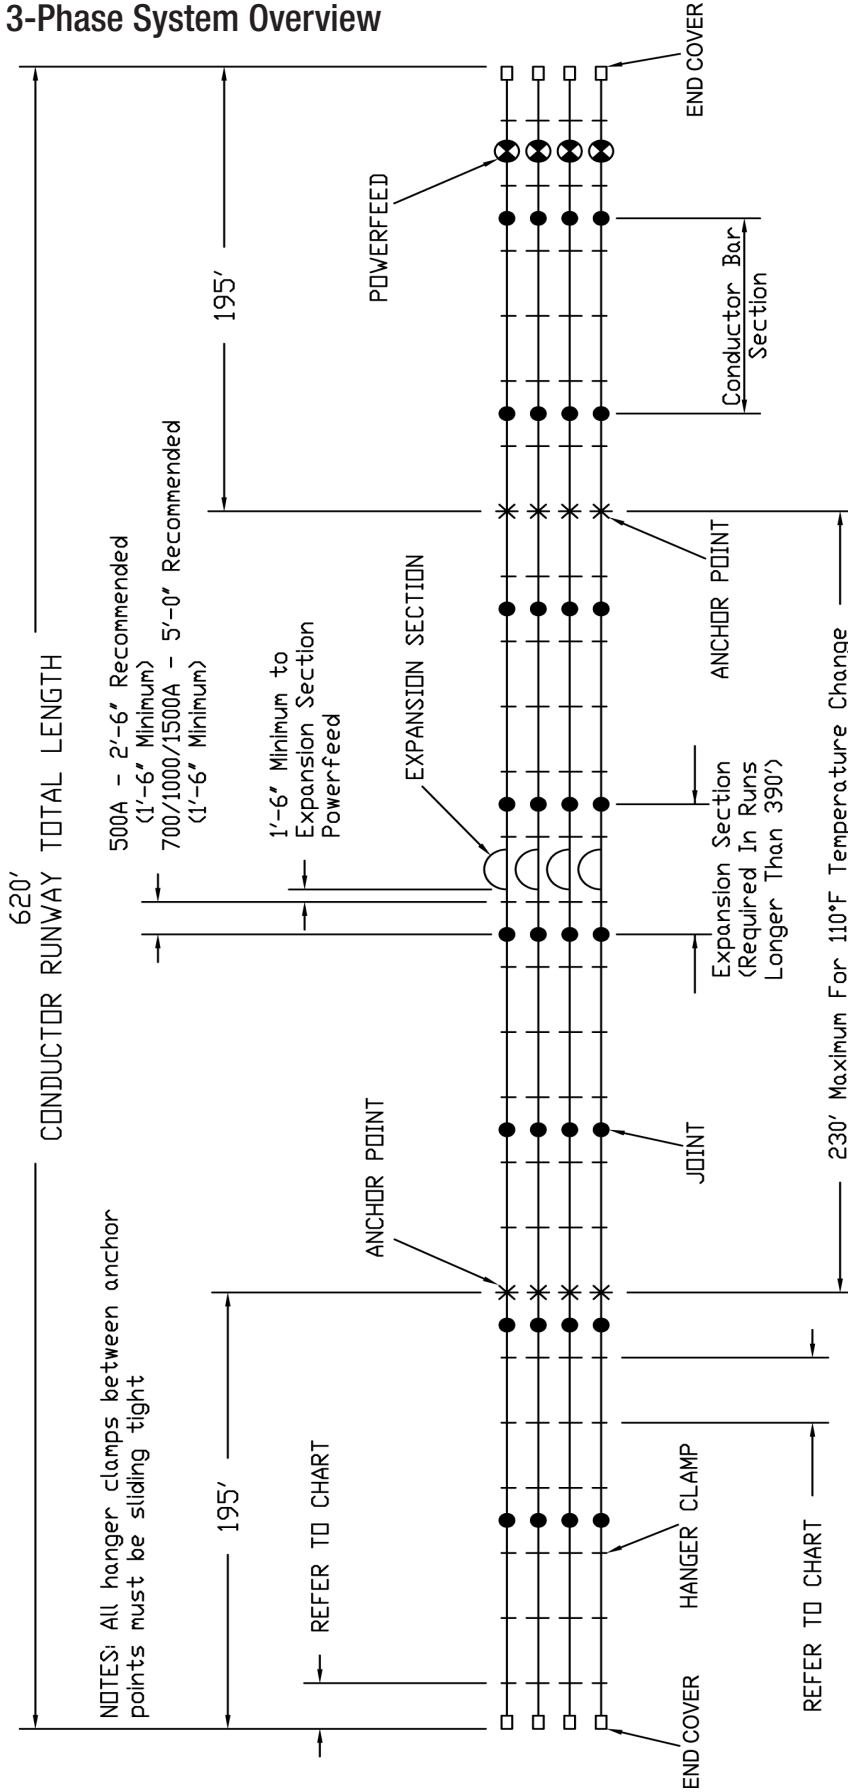 3-Phase System Overview
620'
CONDUCTOR RUNWAY TOTAL LENGTH
NOTES: All hanger clamps between anchor
points must be sliding tight
500A - 2'-6" Recommended
(1'-6" Minimum)
700/1000/1500A - 5'-0" Recommended
(1'-6" Minimum)
195'
195'
1'-6" Minimum to
Expansion Section
Powerfeed
REFER TO CHART
ANCHOR POINT
EXPANSION SECTION
POWERFEED
END COVER
HANGER CLAMP
JOINT
Expansion Section
(Required In Runs
Longer Than 390')
ANCHOR POINT
Conductor Bar
Section
END COVER
REFER TO CHART
230' Maximum For 110°F Temperature Change